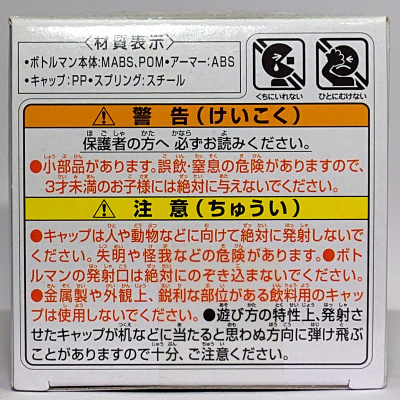 〈材質表示〉
・ボトルマン本体:MABS、POM・アーマー:ABS
・キャップ:PP・スプリング:スチール
くちにいれない ひとにむけない
警告(けいこく)
保護者の方へ 必ずお読みください。
●小部品があります。誤飲・窒息の危険がありますので、
3才未満のお子様には絶対に与えないでください。
注意(ちゅうい)
●キャップは人や動物などに向けて絶対に発射しないで
ください。失明や怪我などの危険があります。●ボト
ルマンの発射口は絶対にのぞき込まないでください。
●金属製や外観上、鋭利な部位がある飲料用のキャッ
プは使用しないでください。●遊び方の特性上、発射さ
せたキャップが机などに当たると思わぬ方向に弾け飛ぶ
ことがありますので十分、ご注意ください。